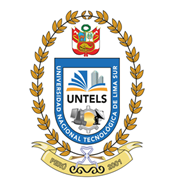 UNIVERSIDAD NACIONAL TECNOLÓGICA DE LIMA SUR
UNTELS
PERÚ 2001